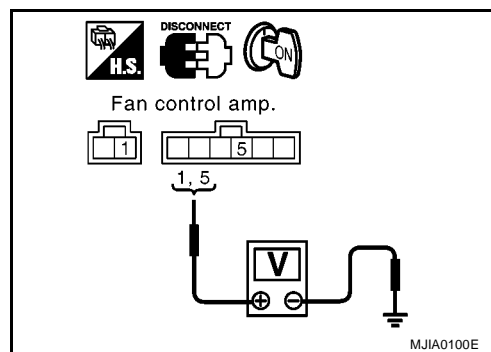 DISCONNECT
H.S.
ON
Fan control amp.
1
5
1, 5
V
+ −
MJIA0100E